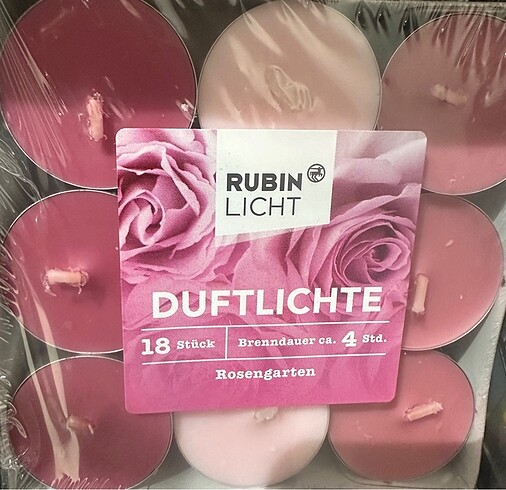 RUBIN
LICHT
DUFTLICHTE
18 Stück Brenndauer ca. 4 Std.
Rosengarten